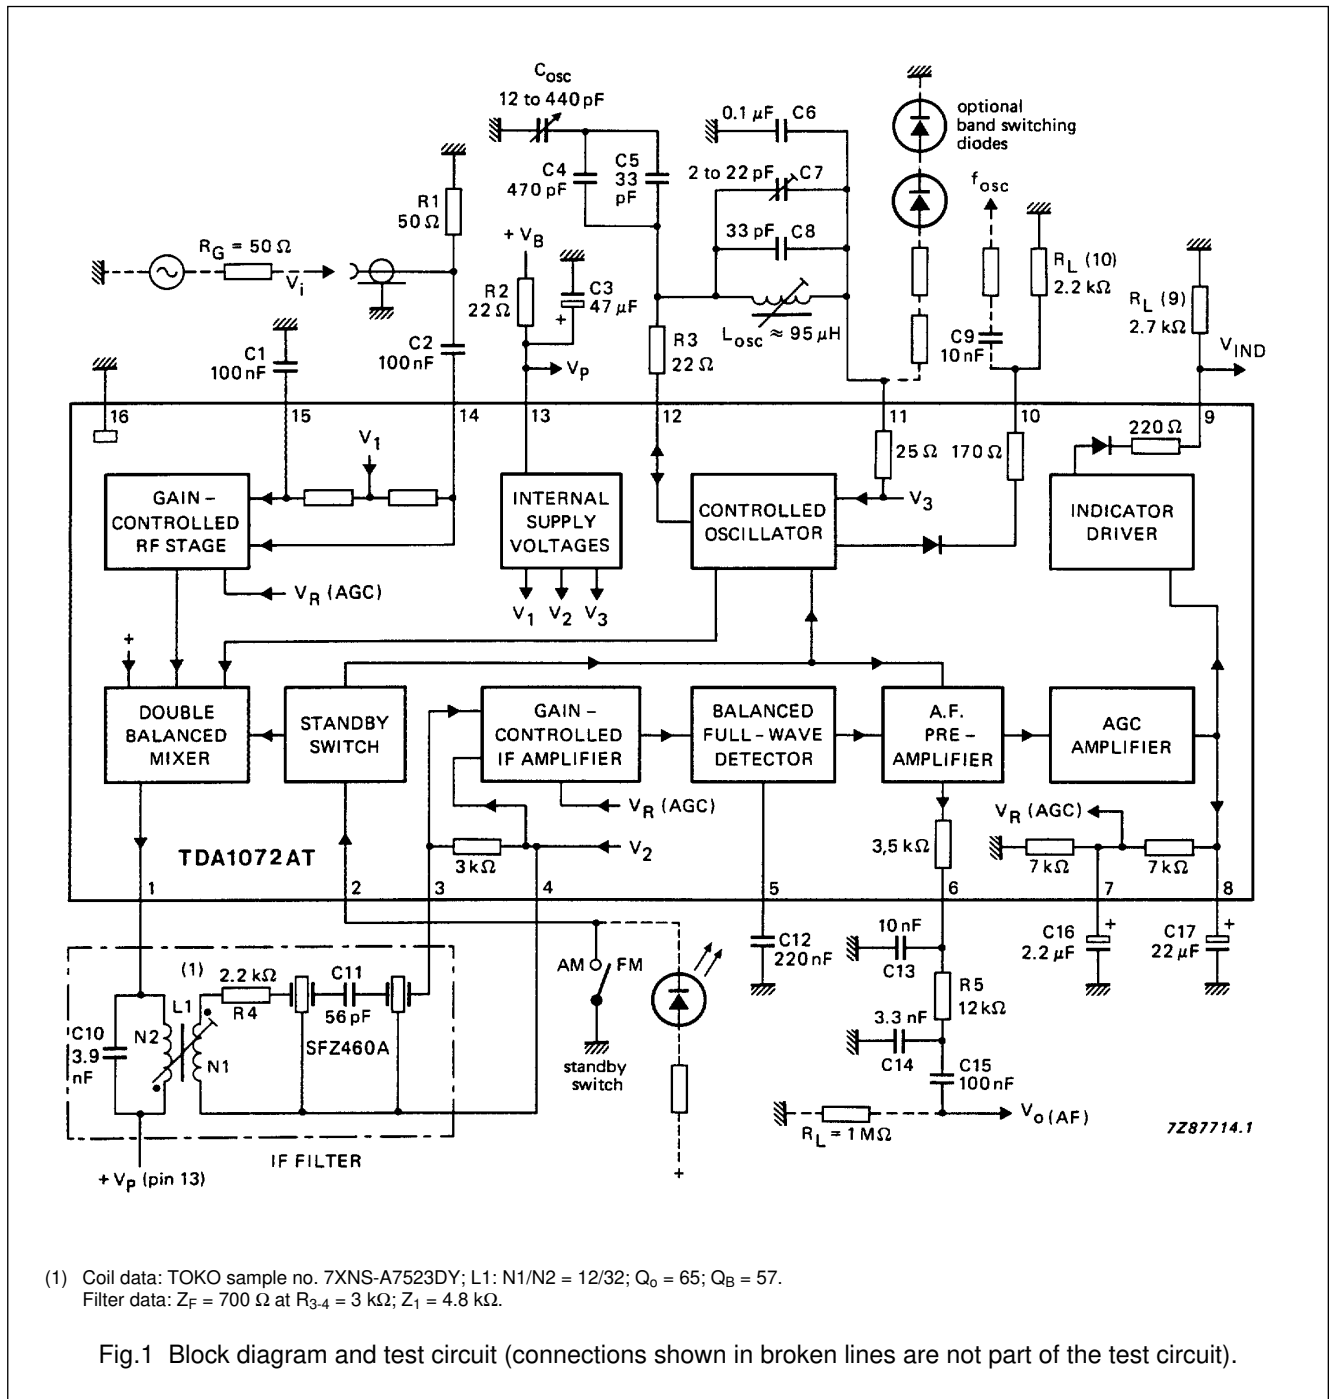 C_osc
12 to 440 pF
C4
470 pF
C5
33
pF
0.1 µF
C6
2 to 22 pF
C7
33 pF
C8
optional
band switching
diodes
f_osc
R1
50 Ω
R_G = 50 Ω
V_i
+ V_B
R2
22 Ω
C3
47 µF
+
R3
22 Ω
L_osc ≈ 95 µH
C9
10 nF
R_L (10)
2.2 kΩ
R_L (9)
2.7 kΩ
V_IND
C1
100 nF
C2
100 nF
V_P
16
15
14
13
12
11
10
9
V_1
25 Ω
170 Ω
220 Ω
GAIN –
CONTROLLED
RF STAGE
INTERNAL
SUPPLY
VOLTAGES
CONTROLLED
OSCILLATOR
V_3
INDICATOR
DRIVER
V_R (AGC)
V_1
V_2
V_3
+
DOUBLE
BALANCED
MIXER
STANDBY
SWITCH
GAIN –
CONTROLLED
IF AMPLIFIER
BALANCED
FULL – WAVE
DETECTOR
A.F.
PRE –
AMPLIFIER
AGC
AMPLIFIER
V_R (AGC)
V_R (AGC)
TDA1072AT
3 kΩ
V_2
3,5 kΩ
7 kΩ
7 kΩ
1
2
3
4
5
6
7
8
(1)
2.2 kΩ
R4
C11
56 pF
L1
C10
3.9
nF
N2
N1
SFZ460A
AM
FM
standby
switch
C12
220 nF
10 nF
C13
R5
12 kΩ
3.3 nF
C14
C15
100 nF
C16
2.2 µF
+
C17
22 µF
+
R_L = 1 MΩ
V_o (AF)
7Z87714.1
IF FILTER
+ V_P (pin 13)
+
(1) Coil data: TOKO sample no. 7XNS-A7523DY; L1: N1/N2 = 12/32; Q_o = 65; Q_B = 57.
Filter data: Z_F = 700 Ω at R_3-4 = 3 kΩ; Z_1 = 4.8 kΩ.
Fig.1 Block diagram and test circuit (connections shown in broken lines are not part of the test circuit).